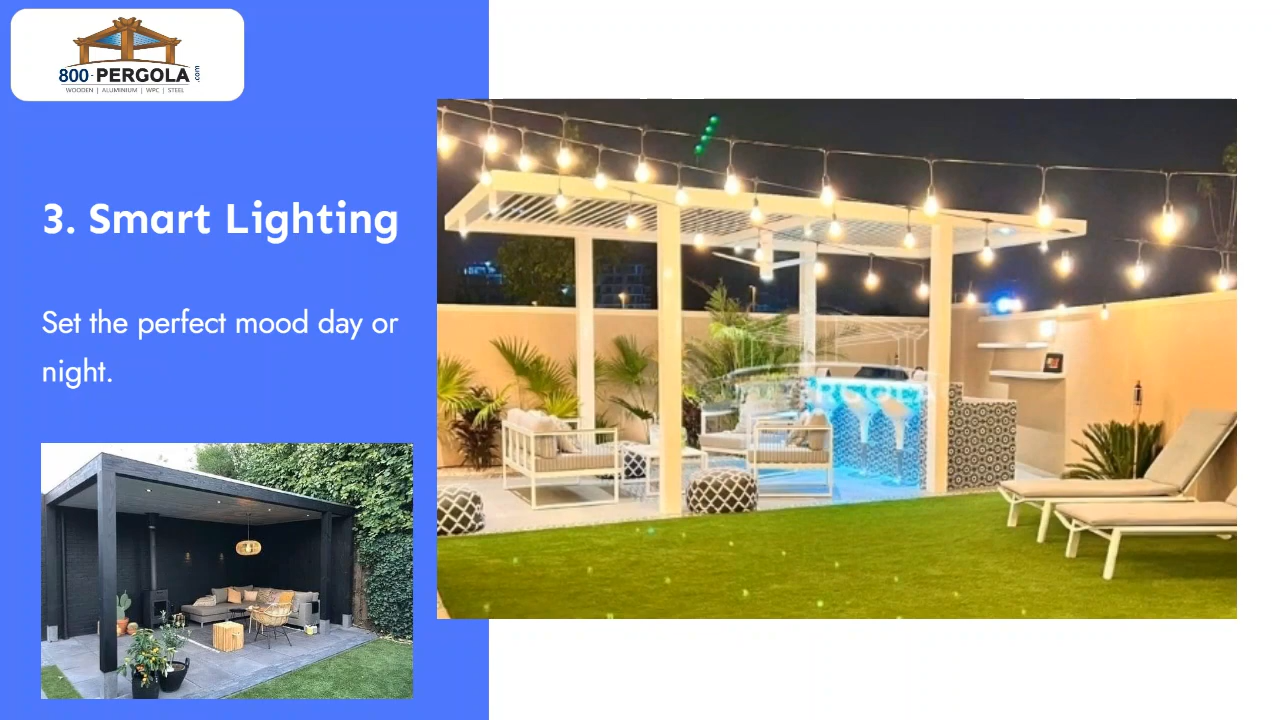 800-PERGOLA.com
WOODEN | ALUMINIUM | WPC | STEEL
3. Smart Lighting
Set the perfect mood day or
night.